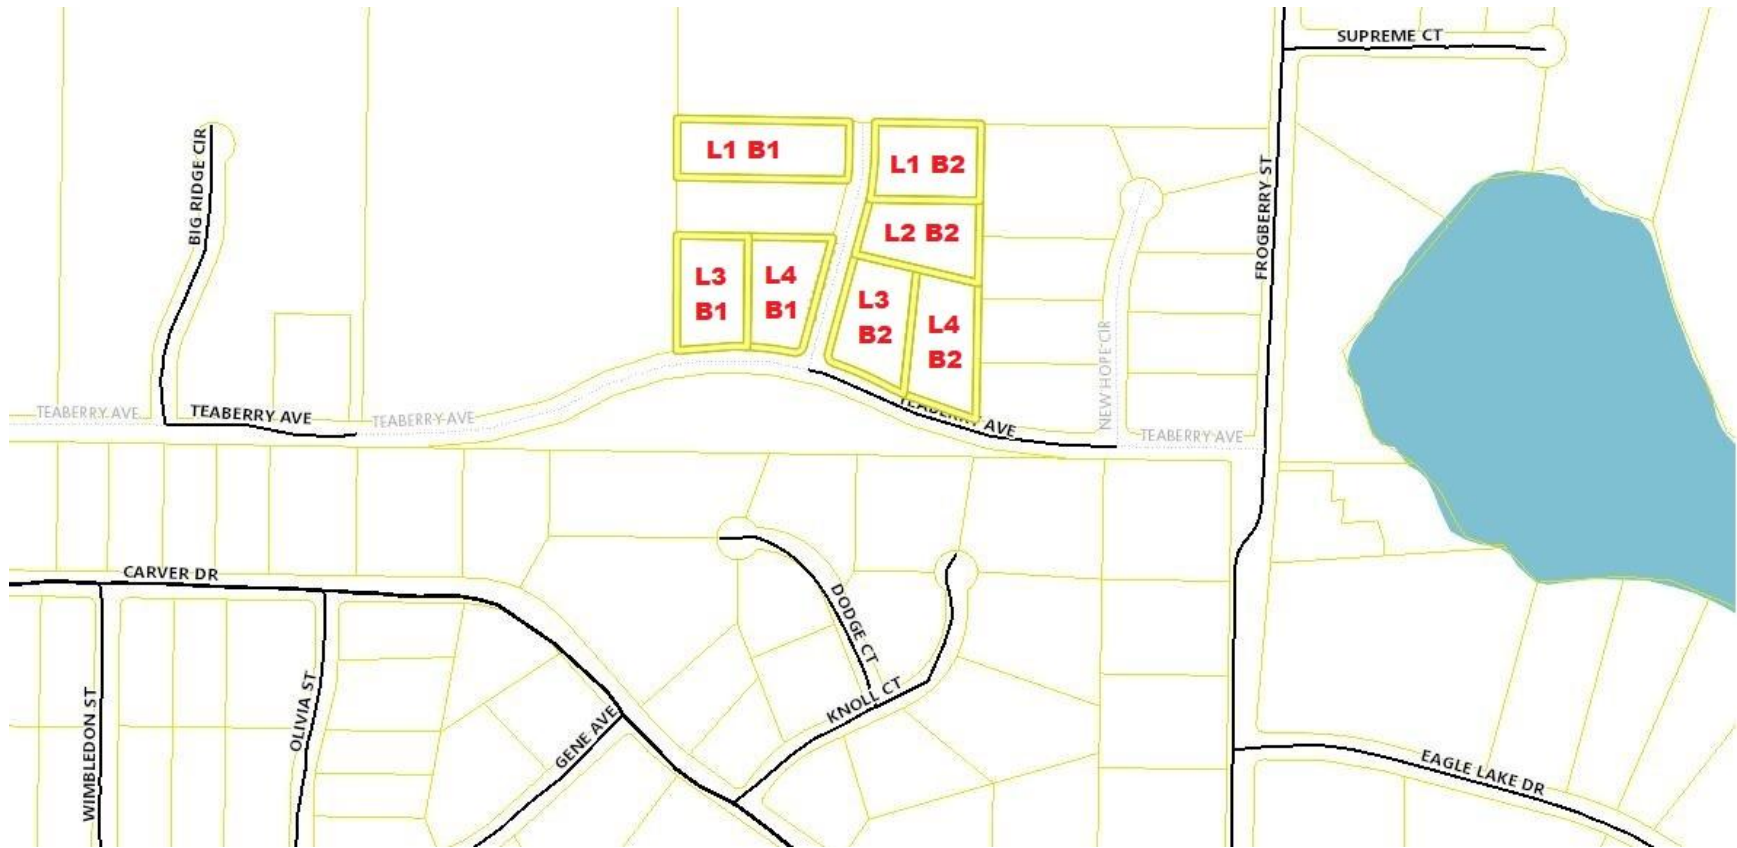 SUPREME CT
BIG RIDGE CIR
L1 B1
L1 B2
FROGBERRY ST
L2 B2
L3
B1
L4
B1
L3
B2
L4
B2
NEW HOPE CIR
TEABERRY AVE
TEABERRY AVE
TEABERRY AVE
TEABERRY AVE
TEABERRY AVE
CARVER DR
DODGE CT
KNOLL CT
WIMBLEDON ST
OLIVIA ST
GENE AVE
EAGLE LAKE DR